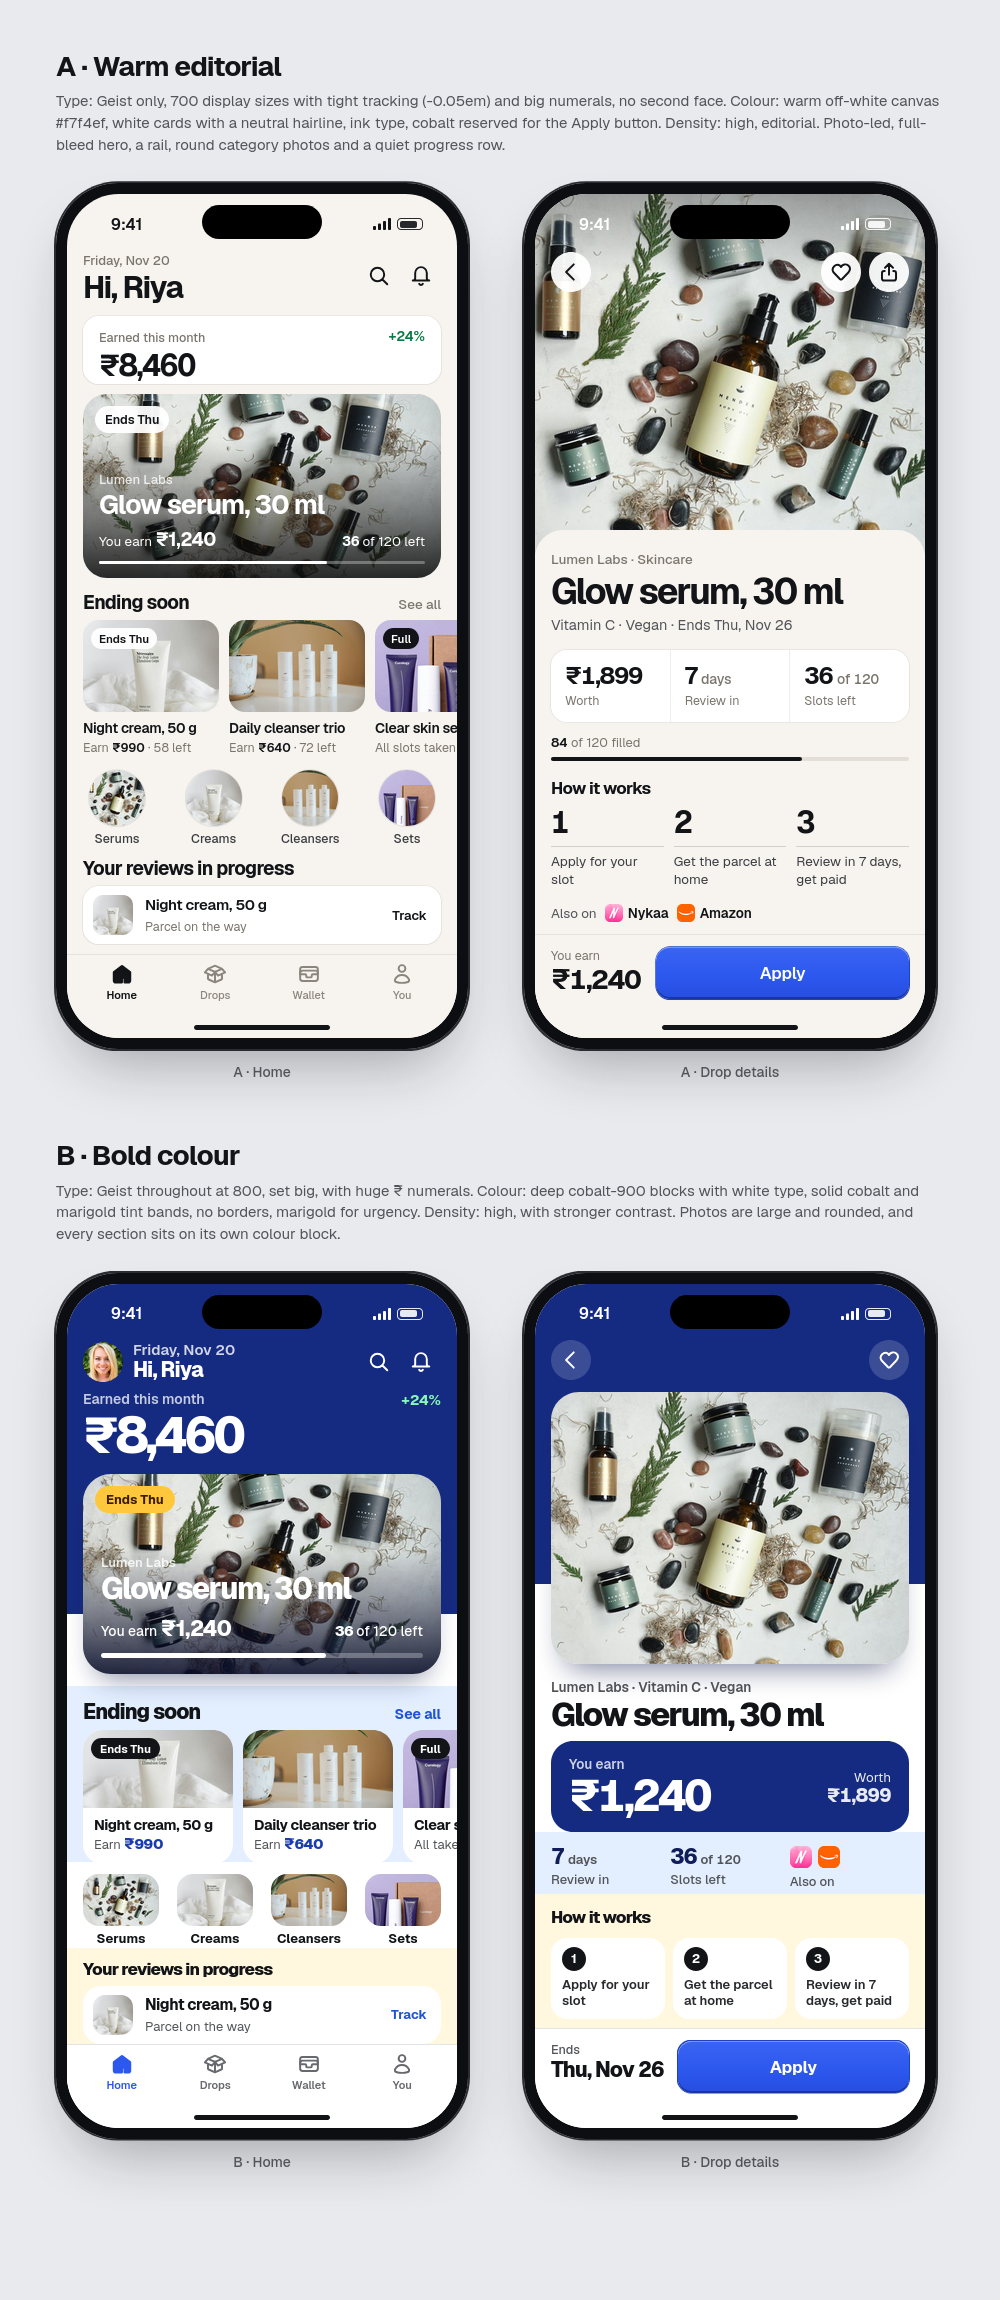 A · Warm editorial
Type: Geist only, 700 display sizes with tight tracking (-0.05em) and big numerals, no second face. Colour: warm off-white canvas
#f7f4ef, white cards with a neutral hairline, ink type, cobalt reserved for the Apply button. Density: high, editorial. Photo-led, full-
bleed hero, a rail, round category photos and a quiet progress row.
9:41
Friday, Nov 20
Hi, Riya
Earned this month
+24%
₹8,460
Ends Thu
Lumen Labs
Glow serum, 30 ml
You earn ₹1,240
36 of 120 left
Ending soon
See all
Ends Thu
Full
Night cream, 50 g
Daily cleanser trio
Clear skin se
Earn ₹990 · 58 left
Earn ₹640 · 72 left
All slots taken
Serums
Creams
Cleansers
Sets
Your reviews in progress
Night cream, 50 g
Parcel on the way
Track
Home
Drops
Wallet
You
A · Home
9:41
MENDER
Lumen Labs · Skincare
Glow serum, 30 ml
Vitamin C · Vegan · Ends Thu, Nov 26
₹1,899
7 days
36 of 120
Worth
Review in
Slots left
84 of 120 filled
How it works
1
2
3
Apply for your
slot
Get the parcel at
home
Review in 7 days,
get paid
Also on
Nykaa
Amazon
You earn
₹1,240
Apply
A · Drop details
B · Bold colour
Type: Geist throughout at 800, set big, with huge ₹ numerals. Colour: deep cobalt-900 blocks with white type, solid cobalt and
marigold tint bands, no borders, marigold for urgency. Density: high, with stronger contrast. Photos are large and rounded, and
every section sits on its own colour block.
9:41
Friday, Nov 20
Hi, Riya
Earned this month
+24%
₹8,460
Ends Thu
Lumen Labs
Glow serum, 30 ml
You earn ₹1,240
36 of 120 left
Ending soon
See all
Ends Thu
Full
Night cream, 50 g
Daily cleanser trio
Clear s
Earn ₹990
Earn ₹640
All take
Serums
Creams
Cleansers
Sets
Your reviews in progress
Night cream, 50 g
Parcel on the way
Track
Home
Drops
Wallet
You
B · Home
9:41
Lumen Labs · Vitamin C · Vegan
Glow serum, 30 ml
You earn
₹1,240
Worth
₹1,899
7 days
36 of 120
Review in
Slots left
Also on
How it works
1
2
3
Apply for your
slot
Get the parcel
at home
Review in 7
days, get paid
Ends
Thu, Nov 26
Apply
B · Drop details